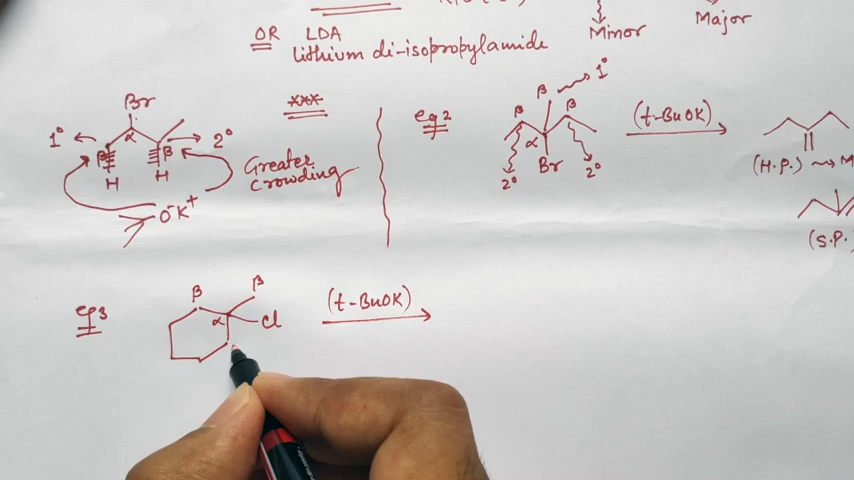 OR LDA
Lithium di-isopropylamide
Minor
Major
Br
α
1° β β 2°
H H
O⁻K⁺
***
Greater
Crowding
eg2
β β β 1°
α
Br
2° 2°
(t-BuOK)
(H.P.) → M
(S.P.)
eg3
β β
α Cl
(t-BuOK)